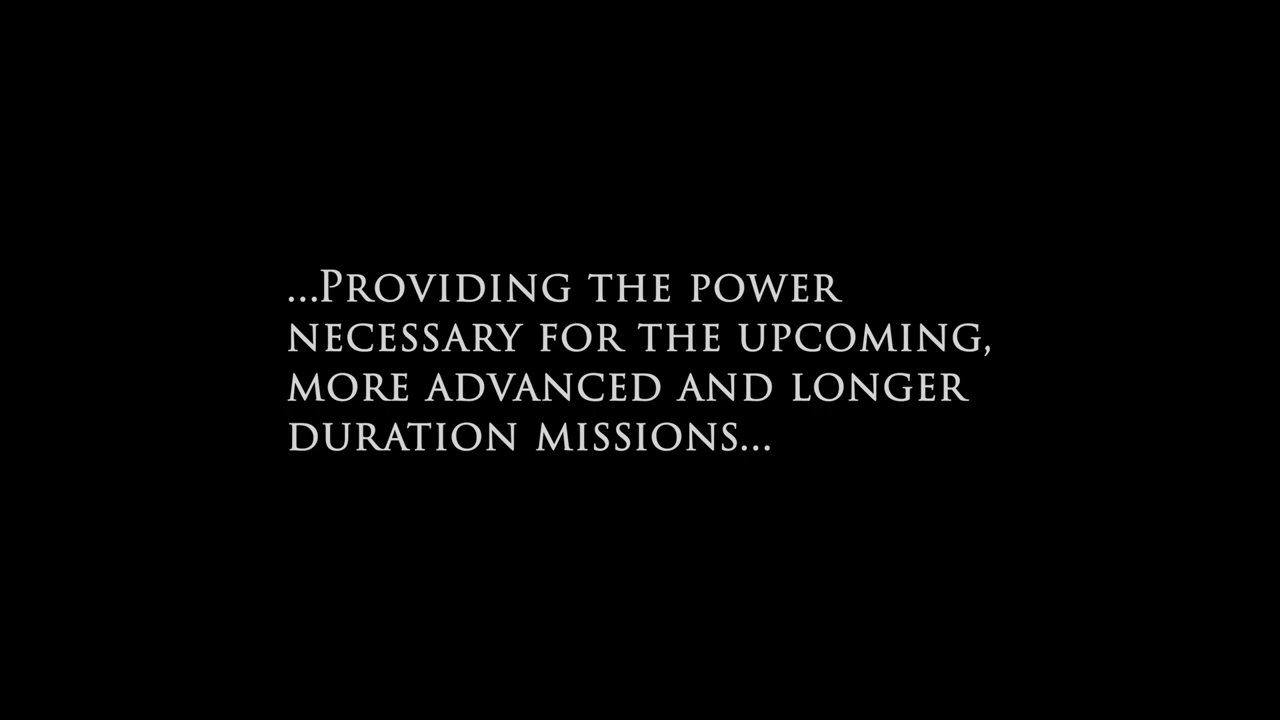 ...Providing the power
necessary for the upcoming,
more advanced and longer
duration missions...